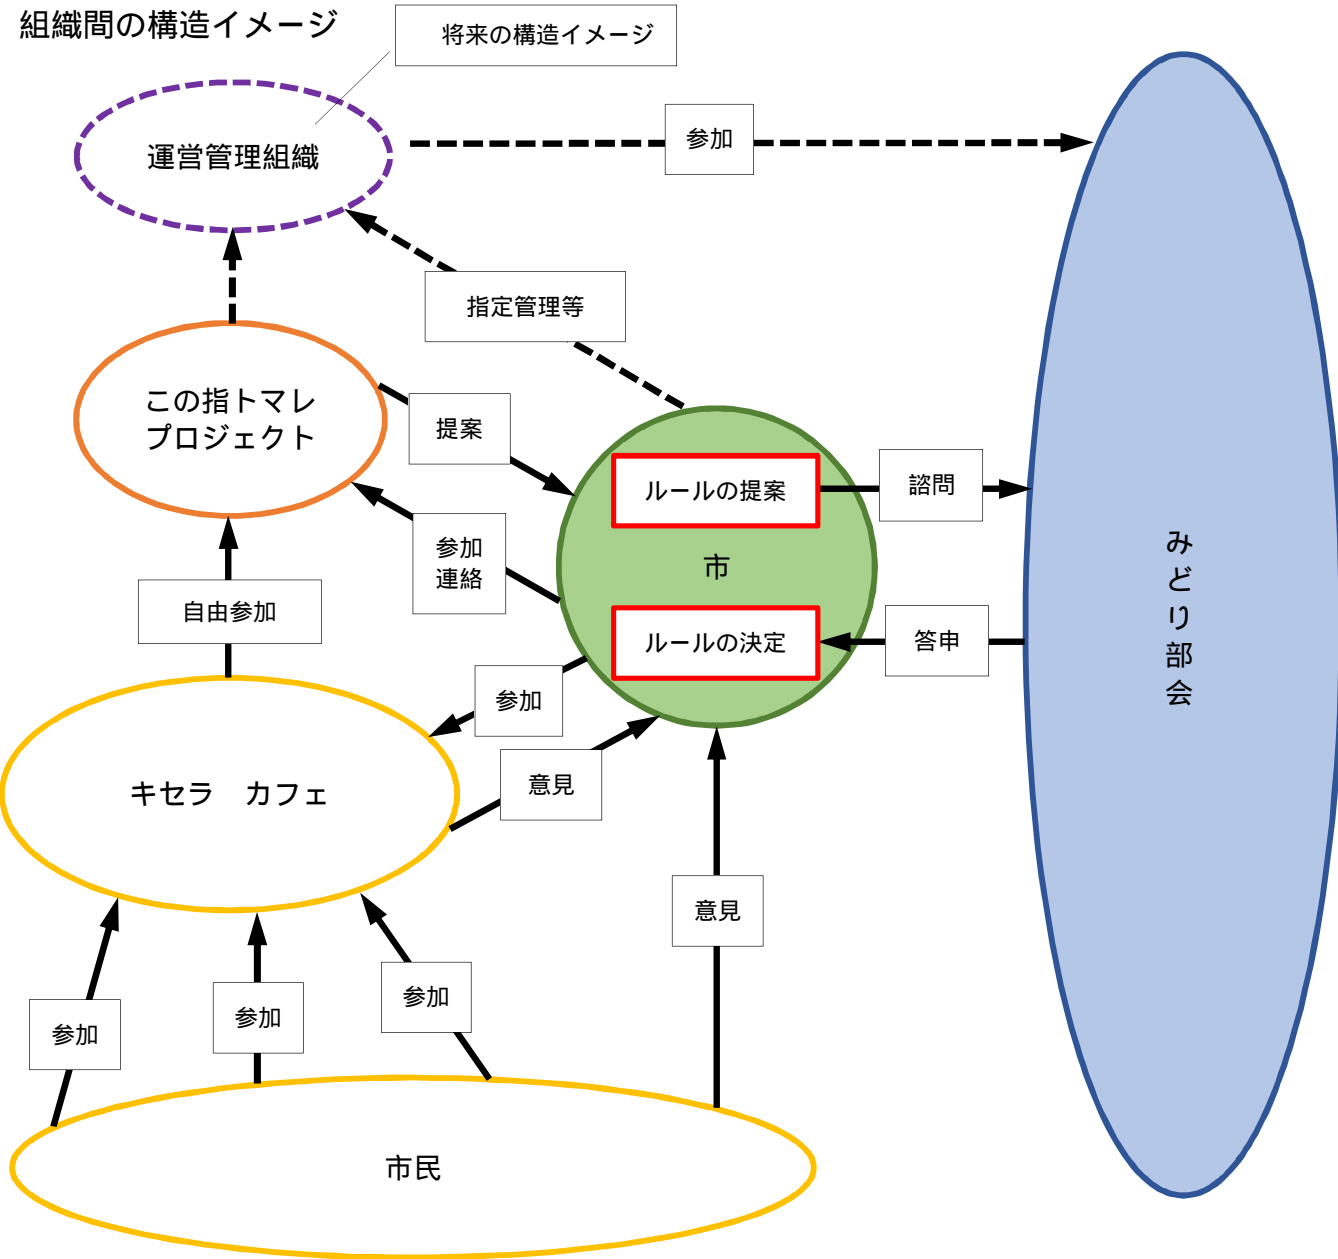 組織間の構造イメージ
将来の構造イメージ
運営管理組織
参加
指定管理等
この指トマレ
プロジェクト
提案
ルールの提案
諮問
参加
連絡
市
みどり部会
自由参加
ルールの決定
答申
参加
キセラ　カフェ
意見
意見
参加
参加
参加
市民